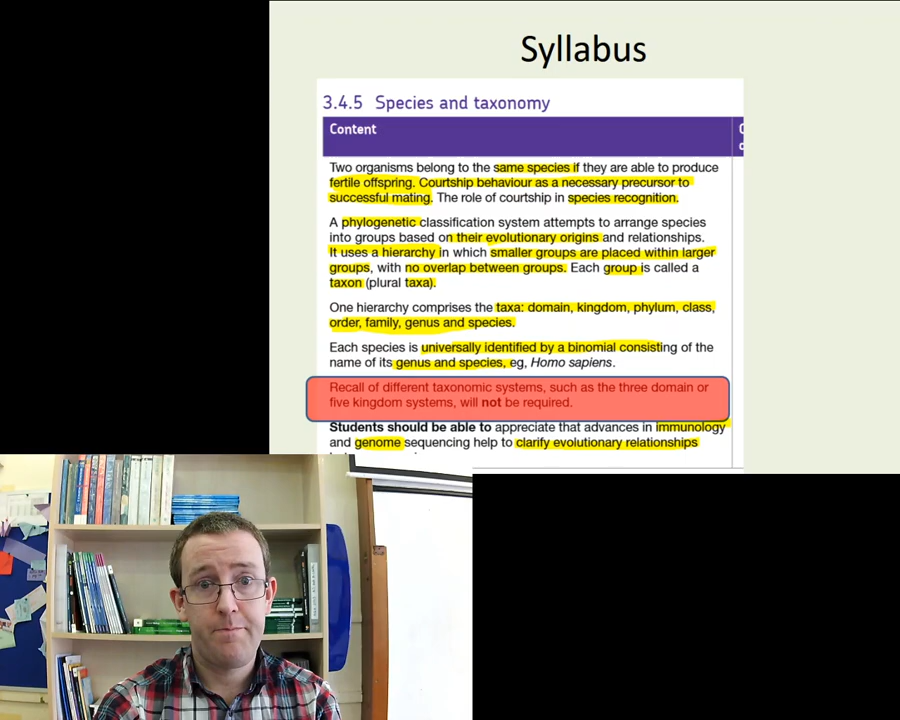 Syllabus
3.4.5 Species and taxonomy
Content
Two organisms belong to the same species if they are able to produce
fertile offspring. Courtship behaviour as a necessary precursor to
successful mating. The role of courtship in species recognition.
A phylogenetic classification system attempts to arrange species
into groups based on their evolutionary origins and relationships.
It uses a hierarchy in which smaller groups are placed within larger
groups, with no overlap between groups. Each group is called a
taxon (plural taxa).
One hierarchy comprises the taxa: domain, kingdom, phylum, class,
order, family, genus and species.
Each species is universally identified by a binomial consisting of the
name of its genus and species, eg, Homo sapiens.
Recall of different taxonomic systems, such as the three domain or
five kingdom systems, will not be required.
Students should be able to appreciate that advances in immunology
and genome sequencing help to clarify evolutionary relationships